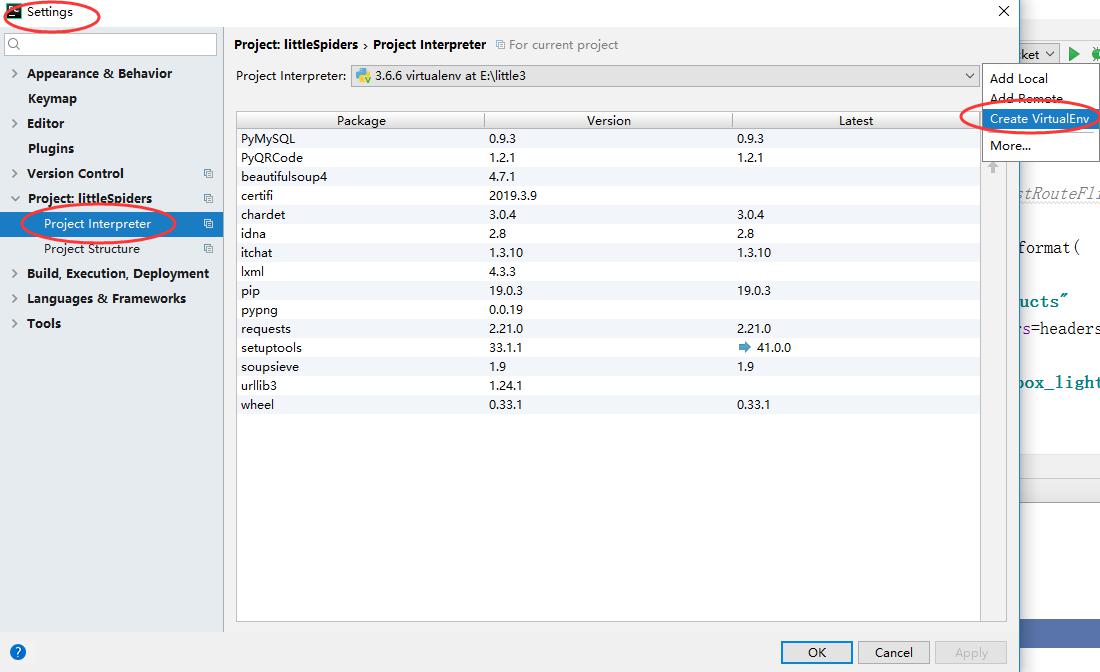 Settings
Project: littleSpiders › Project Interpreter For current project
Project Interpreter: 3.6.6 virtualenv at E:\little3
Appearance & Behavior
Keymap
Editor
Plugins
Version Control
Project: littleSpiders
Project Interpreter
Project Structure
Build, Execution, Deployment
Languages & Frameworks
Tools
Package Version Latest
PyMySQL 0.9.3 0.9.3
PyQRCode 1.2.1 1.2.1
beautifulsoup4 4.7.1
certifi 2019.3.9
chardet 3.0.4 3.0.4
idna 2.8 2.8
itchat 1.3.10 1.3.10
lxml 4.3.3
pip 19.0.3 19.0.3
pypng 0.0.19
requests 2.21.0 2.21.0
setuptools 33.1.1 41.0.0
soupsieve 1.9 1.9
urllib3 1.24.1
wheel 0.33.1 0.33.1
ket
Add Local
Add Remote
Create VirtualEnv
More...
stRouteFli
format(
ucts"
rs=headers
box_light
?
OK Cancel Apply